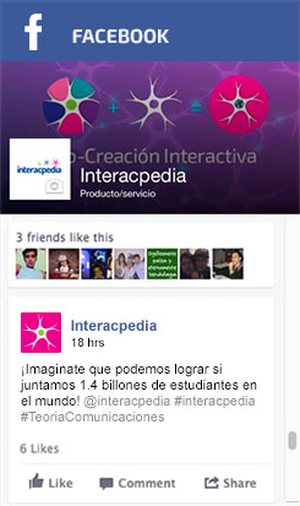 f FACEBOOK
o-Creación Interactiva
interacpedia
Interacpedia
Producto/servicio
3 friends like this
Interacpedia
18 hrs
¡Imaginate que podemos lograr si
juntamos 1.4 billones de estudiantes en
el mundo! @interacpedia #interacpedia
#TeoriaComunicaciones
6 Likes
Like Comment Share